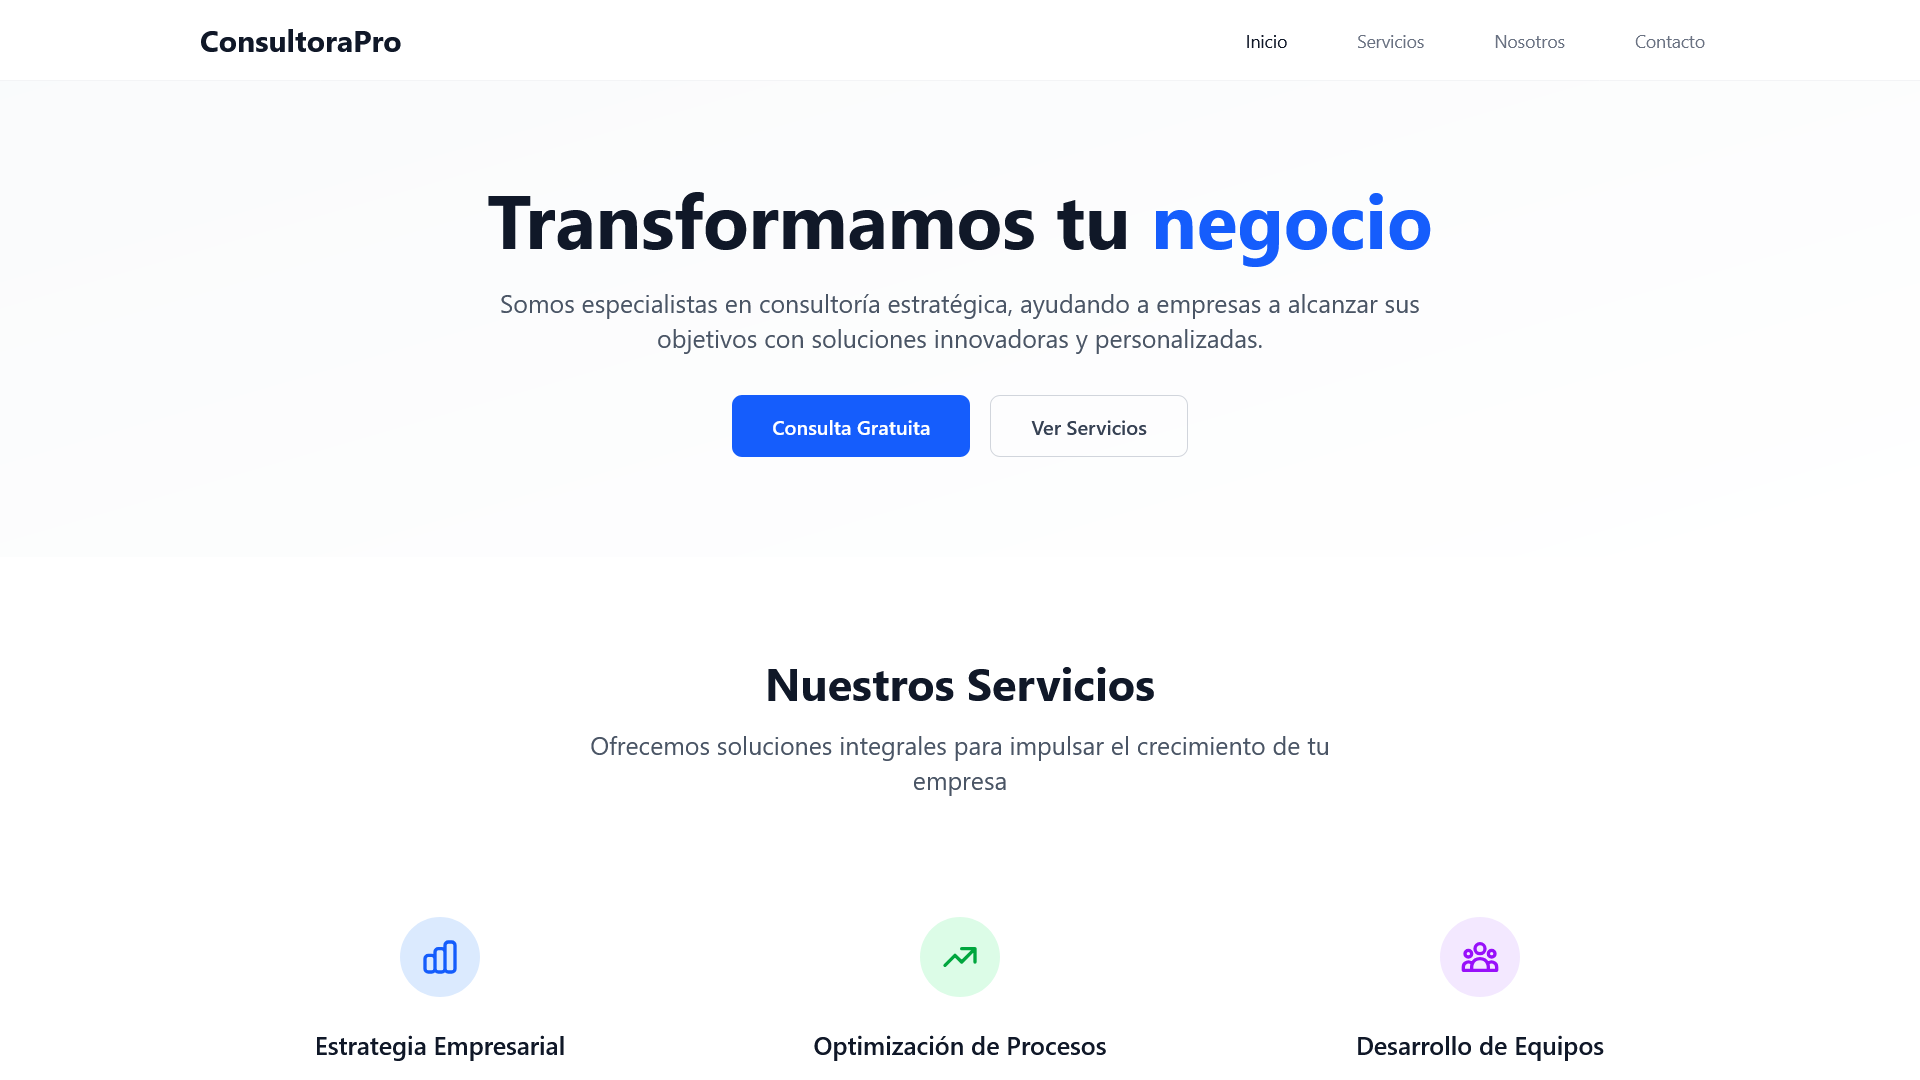 ConsultoraPro
Inicio
Servicios
Nosotros
Contacto
Transformamos tu negocio
Somos especialistas en consultoría estratégica, ayudando a empresas a alcanzar sus
objetivos con soluciones innovadoras y personalizadas.
Consulta Gratuita
Ver Servicios
Nuestros Servicios
Ofrecemos soluciones integrales para impulsar el crecimiento de tu
empresa
Estrategia Empresarial
Optimización de Procesos
Desarrollo de Equipos